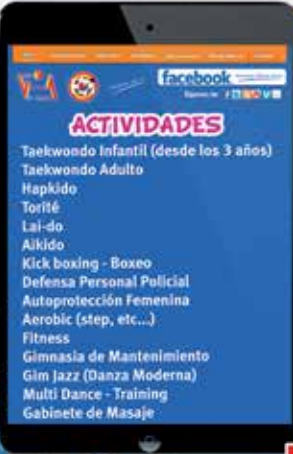 facebook
ACTIVIDADES
Taekwondo Infantil (desde los 3 años)
Taekwondo Adulto
Hapkido
Torité
Lai-do
Aikido
Kick boxing - Boxeo
Defensa Personal Policial
Autoprotección Femenina
Aerobic (step, etc...)
Fitness
Gimnasia de Mantenimiento
Gim Jazz (Danza Moderna)
Multi Dance - Training
Gabinete de Masaje